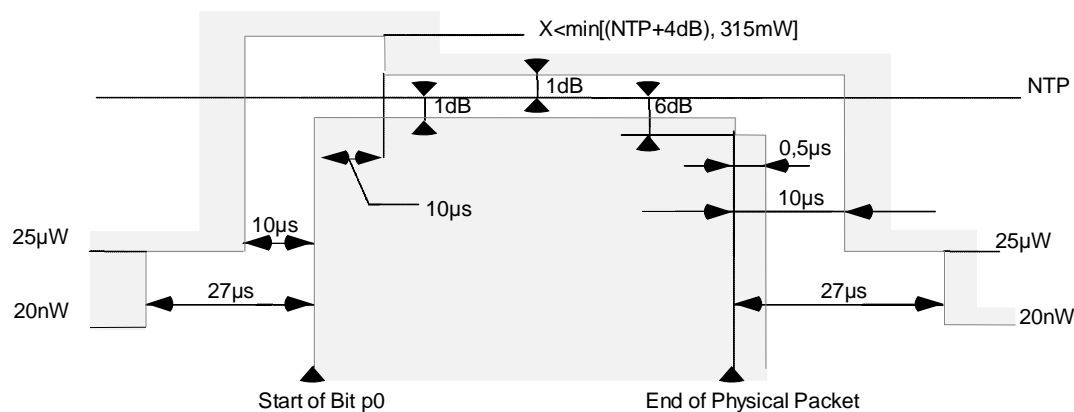 X<min[(NTP+4dB), 315mW]
NTP
1dB
1dB
6dB
0,5µs
10µs
10µs
10µs
25µW
25µW
27µs
27µs
20nW
20nW
Start of Bit p0
End of Physical Packet